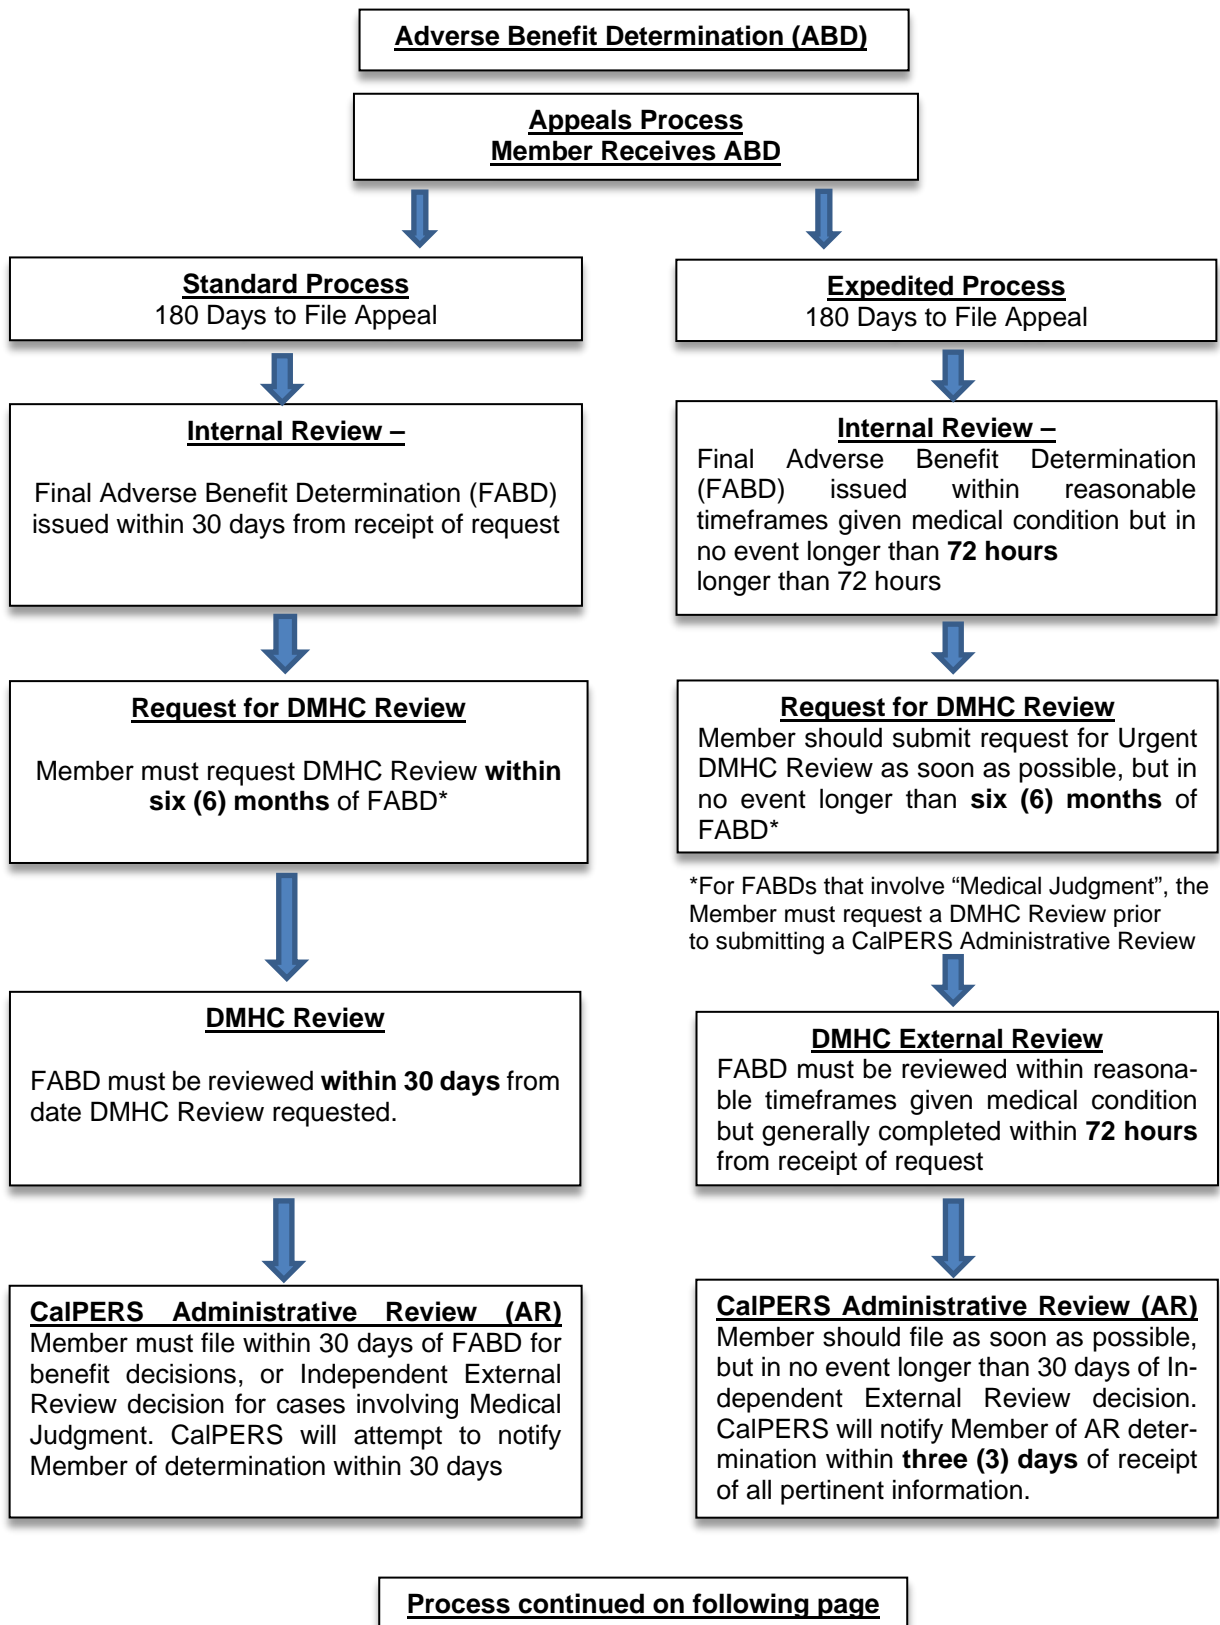 Adverse Benefit Determination (ABD)
Appeals Process
Member Receives ABD
Standard Process
180 Days to File Appeal
Internal Review –
Final Adverse Benefit Determination (FABD)
issued within 30 days from receipt of request
Request for DMHC Review
Member must request DMHC Review within
six (6) months of FABD*
DMHC Review
FABD must be reviewed within 30 days from
date DMHC Review requested.
CalPERS Administrative Review (AR)
Member must file within 30 days of FABD for
benefit decisions, or Independent External
Review decision for cases involving Medical
Judgment. CalPERS will attempt to notify
Member of determination within 30 days
Expedited Process
180 Days to File Appeal
Internal Review –
Final Adverse Benefit Determination
(FABD) issued within reasonable
timeframes given medical condition but in
no event longer than 72 hours
longer than 72 hours
Request for DMHC Review
Member should submit request for Urgent
DMHC Review as soon as possible, but in
no event longer than six (6) months of
FABD*
*For FABDs that involve “Medical Judgment”, the
Member must request a DMHC Review prior
to submitting a CalPERS Administrative Review
DMHC External Review
FABD must be reviewed within reasona-
ble timeframes given medical condition
but generally completed within 72 hours
from receipt of request
CalPERS Administrative Review (AR)
Member should file as soon as possible,
but in no event longer than 30 days of In-
dependent External Review decision.
CalPERS will notify Member of AR deter-
mination within three (3) days of receipt
of all pertinent information.
Process continued on following page